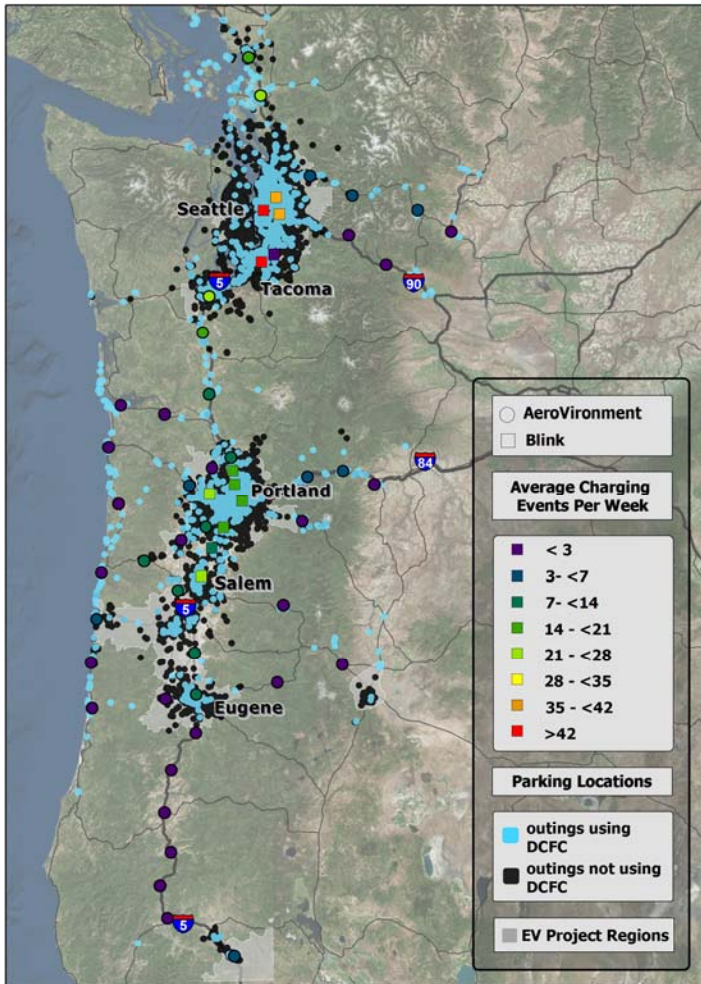 Seattle
Tacoma
5
90
AeroVironment
Blink
84
Portland
Average Charging
Events Per Week
< 3
3- <7
7- <14
14 - <21
21 - <28
28 - <35
35 - <42
>42
Salem
5
Eugene
Parking Locations
outings using
DCFC
outings not using
DCFC
5
EV Project Regions